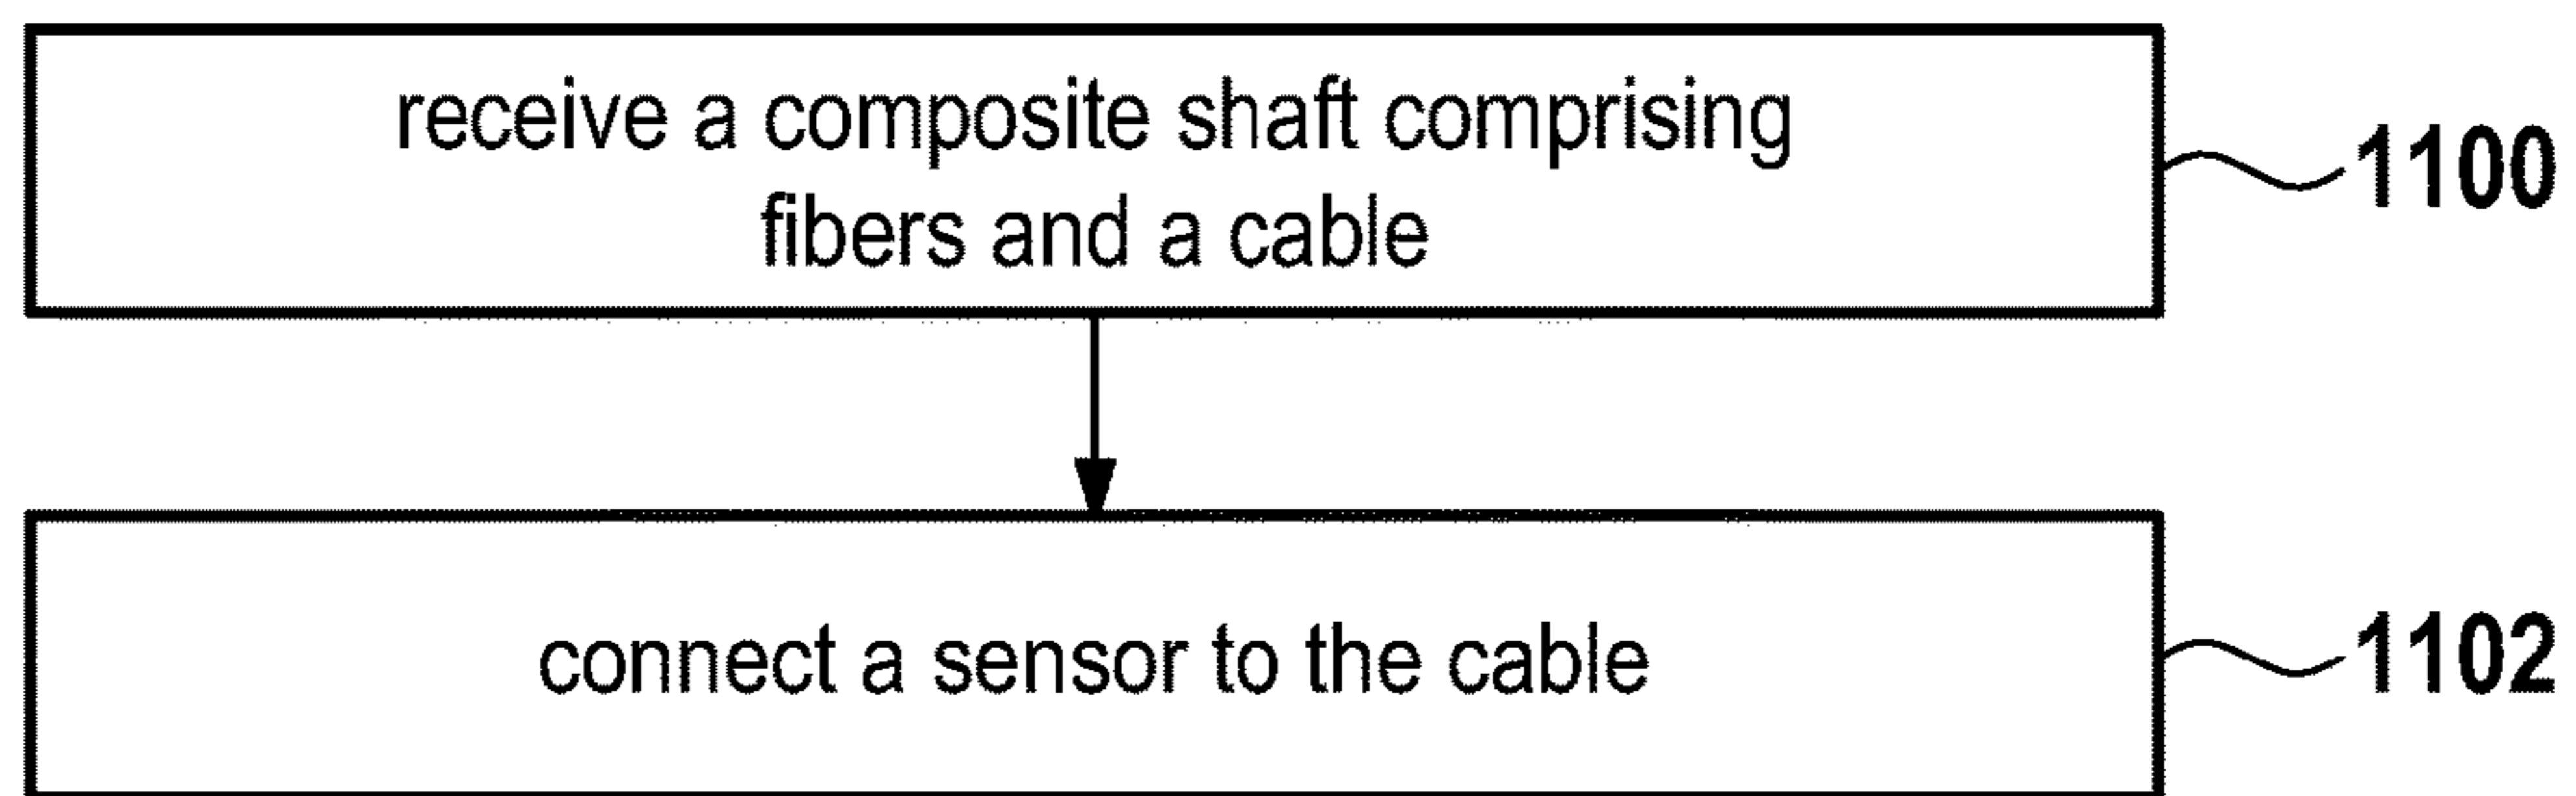 receive a composite shaft comprising
fibers and a cable
1100
connect a sensor to the cable
1102